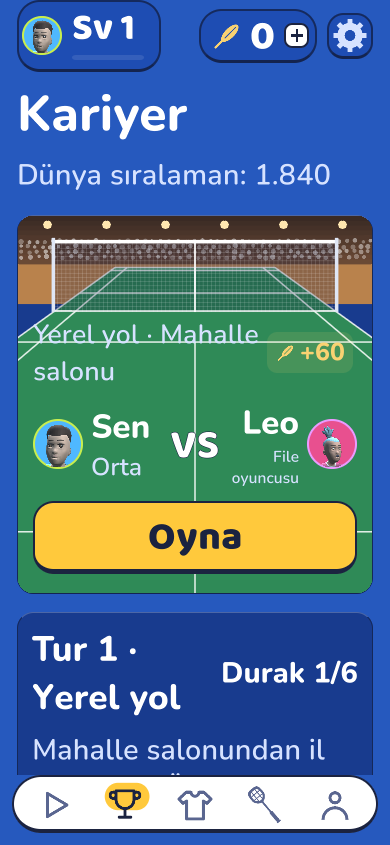 Sv 1
0
Kariyer
Dünya sıralaman: 1.840
Yerel yol · Mahalle
salonu
+60
Sen
Orta
VS
Leo
File
oyuncusu
Oyna
Tur 1 ·
Yerel yol
Durak 1/6
Mahalle salonundan il